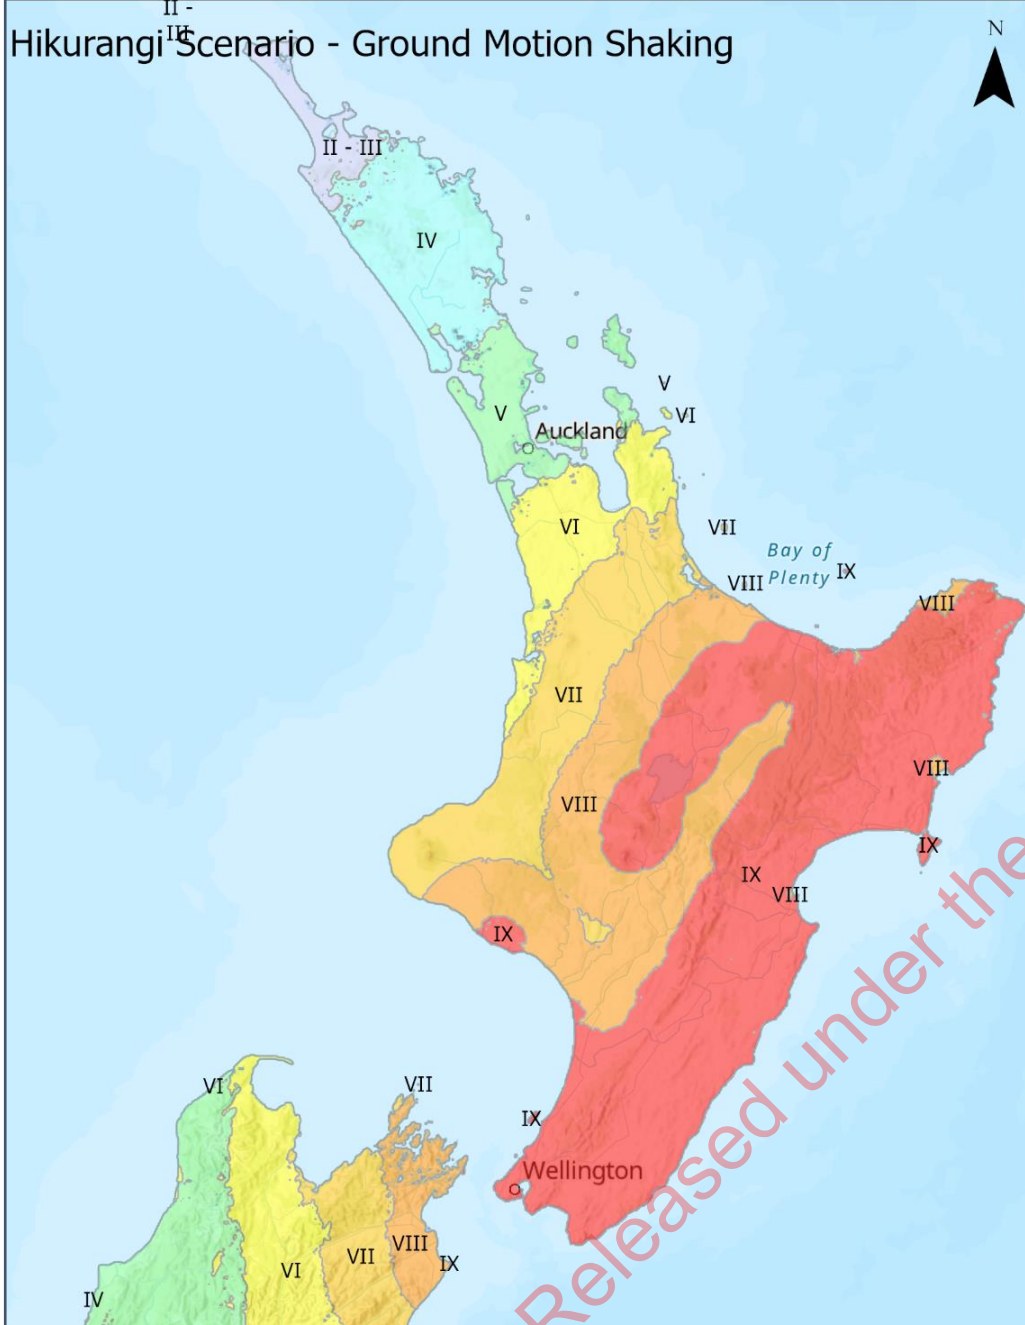 II -
III
Hikurangi Scenario - Ground Motion Shaking
N
II - III
IV
V
VI
V
Auckland
VI
VII
Bay of
Plenty
IX
VIII
VIII
VII
VIII
VIII
IX
IX
VIII
IX
VI
VII
IX
Wellington
VIII
VII
IX
VI
IV
Released under the